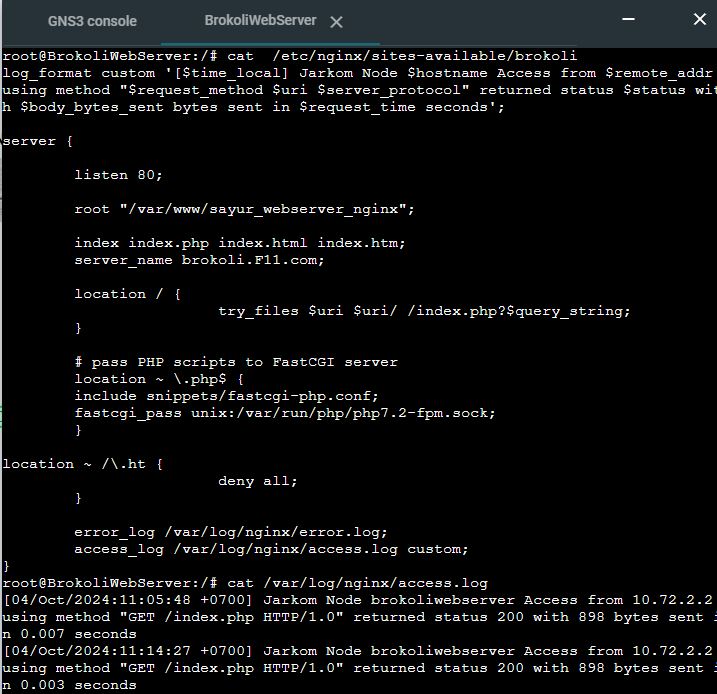 GNS3 console
BrokoliWebServer
root@BrokoliWebServer:/# cat  /etc/nginx/sites-available/brokoli
log_format custom '[$time_local] Jarkom Node $hostname Access from $remote_addr
using method "$request_method $uri $server_protocol" returned status $status wit
h $body_bytes_sent bytes sent in $request_time seconds';
server {
listen 80;
root "/var/www/sayur_webserver_nginx";
index index.php index.html index.htm;
server_name brokoli.F11.com;
location / {
try_files $uri $uri/ /index.php?$query_string;
}
# pass PHP scripts to FastCGI server
location ~ \.php$ {
include snippets/fastcgi-php.conf;
fastcgi_pass unix:/var/run/php/php7.2-fpm.sock;
}
location ~ /\.ht {
deny all;
}
error_log /var/log/nginx/error.log;
access_log /var/log/nginx/access.log custom;
}
root@BrokoliWebServer:/# cat /var/log/nginx/access.log
[04/Oct/2024:11:05:48 +0700] Jarkom Node brokoliwebserver Access from 10.72.2.2
using method "GET /index.php HTTP/1.0" returned status 200 with 898 bytes sent i
n 0.007 seconds
[04/Oct/2024:11:14:27 +0700] Jarkom Node brokoliwebserver Access from 10.72.2.2
using method "GET /index.php HTTP/1.0" returned status 200 with 898 bytes sent i
n 0.003 seconds